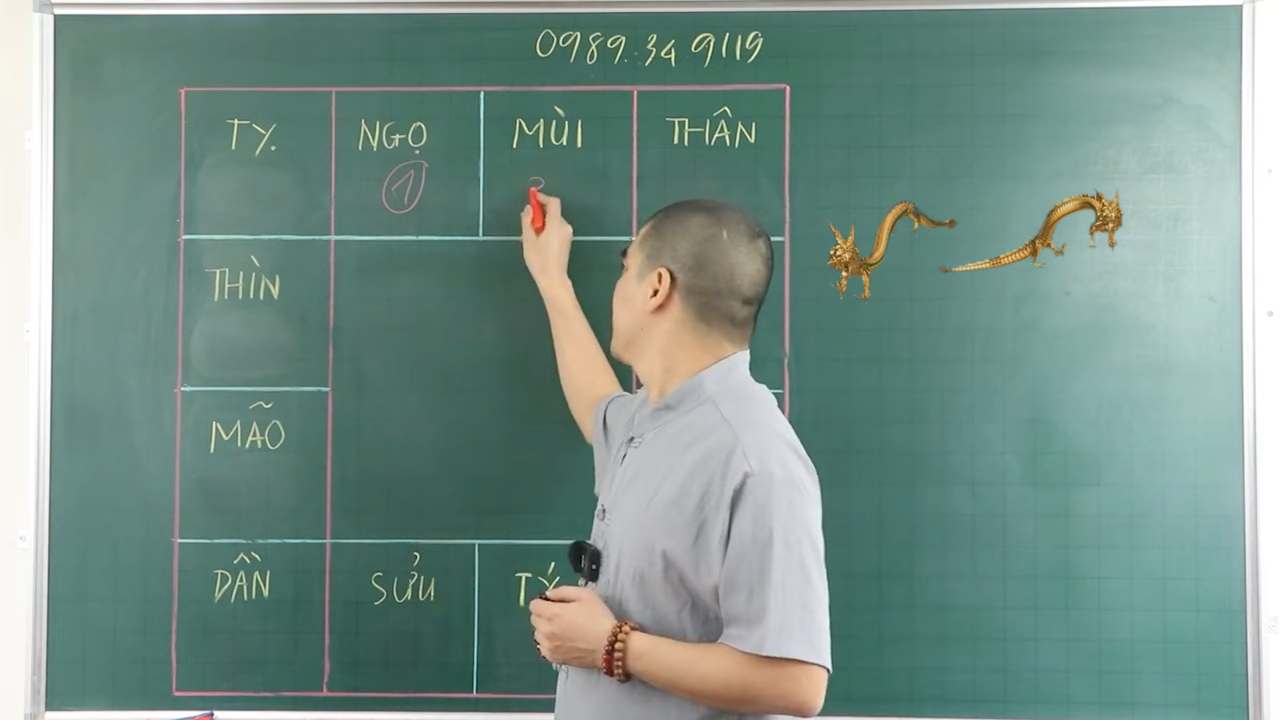 0989.34 9119
TY. NGỌ MÙI THÂN
①
THÌN
MÃO
DẦN SỬU TÝ